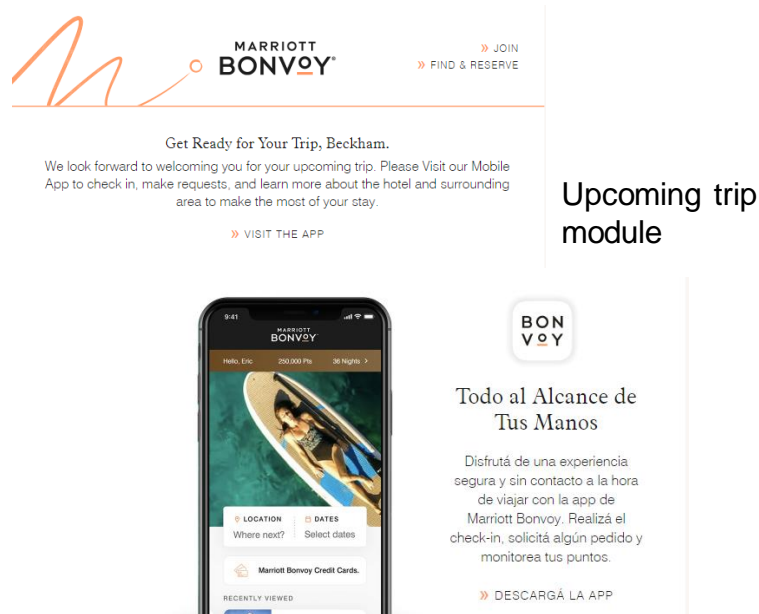 MARRIOTT
BONVOY®
» JOIN
» FIND & RESERVE
Get Ready for Your Trip, Beckham.
We look forward to welcoming you for your upcoming trip. Please Visit our Mobile
App to check in, make requests, and learn more about the hotel and surrounding
area to make the most of your stay.
» VISIT THE APP
Upcoming trip
module
9:41
MARRIOTT
BONVOY
Hello, Eric 250,000 Pts 36 Nights >
LOCATION DATES
Where next? Select dates
Marriott Bonvoy Credit Cards.
RECENTLY VIEWED
BON
VOY
Todo al Alcance de
Tus Manos
Disfrutá de una experiencia
segura y sin contacto a la hora
de viajar con la app de
Marriott Bonvoy. Realizá el
check-in, solicitá algún pedido y
monitorea tus puntos.
» DESCARGÁ LA APP